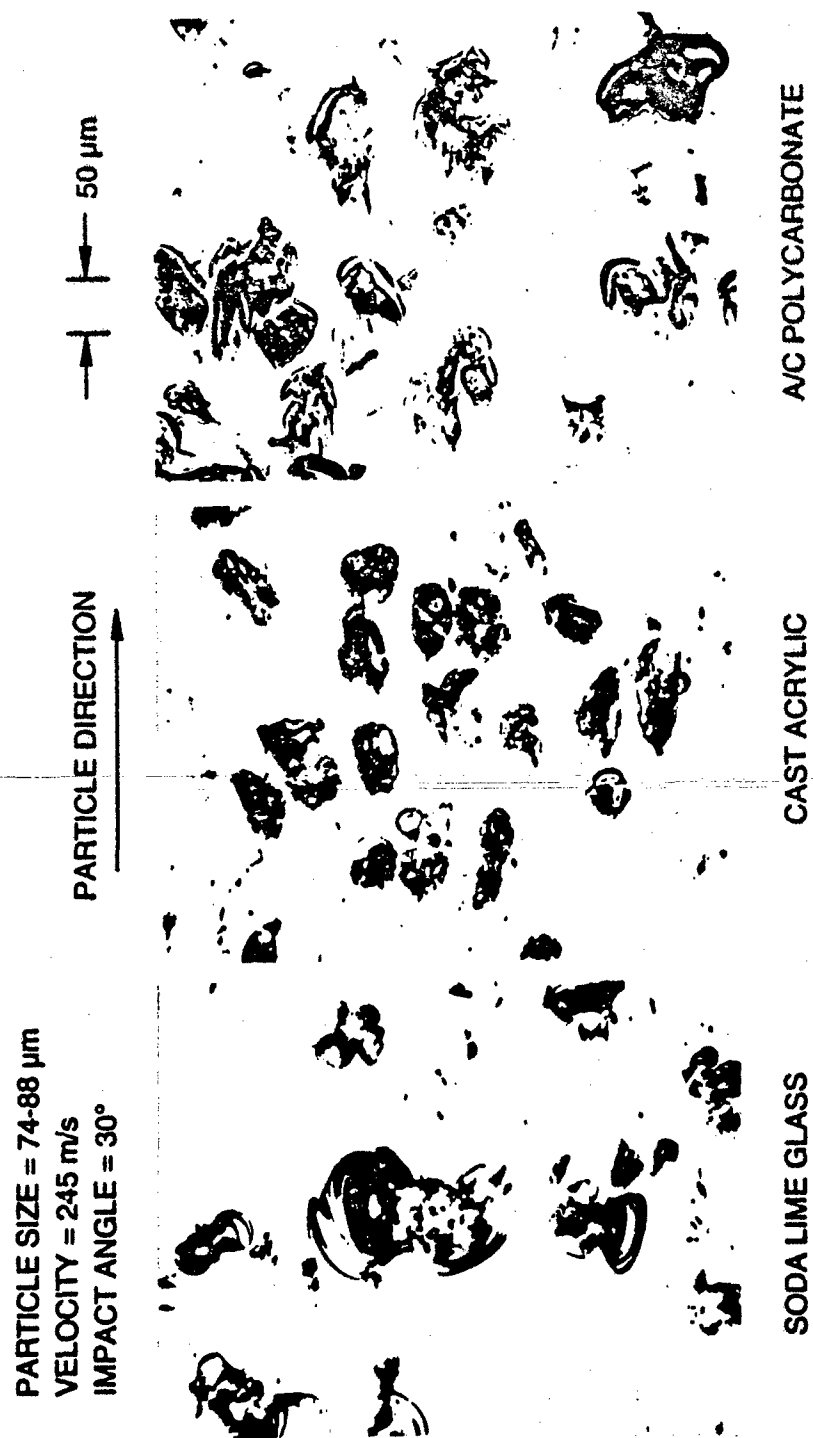 PARTICLE SIZE = 74-88 µm
VELOCITY = 245 m/s
IMPACT ANGLE = 30°
PARTICLE DIRECTION
50 µm
SODA LIME GLASS
CAST ACRYLIC
A/C POLYCARBONATE